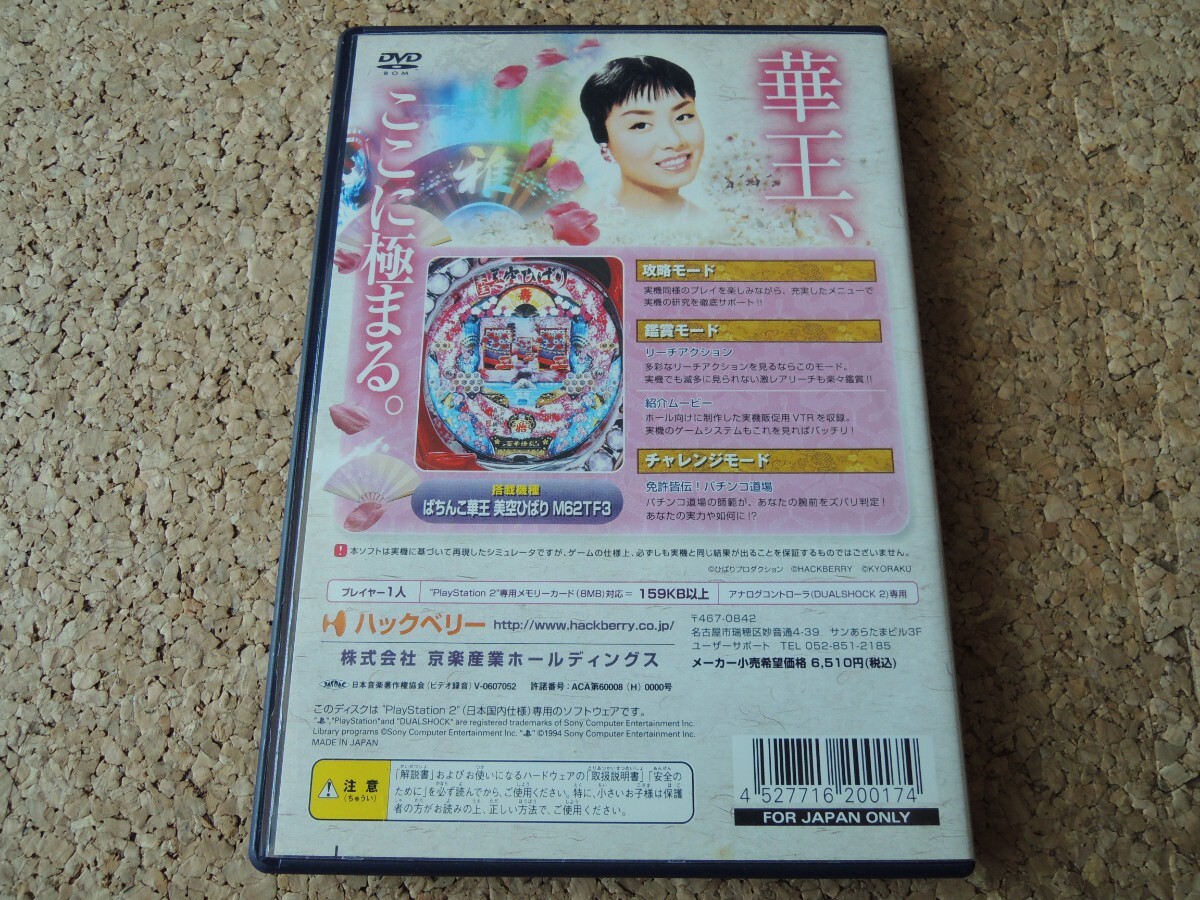 DVD
ROM
華王、
ここに極まる。
雅
美空ひばり
攻略モード
実機同様のプレイを楽しみながら、充実したメニューで
実機の研究を徹底サポート!!
鑑賞モード
リーチアクション
多彩なリーチアクションを見るならこのモード。
実機でも滅多に見られない激レアリーチも楽々鑑賞!!
紹介ムービー
ホール向けに制作した実機販促用VTRを収録。
実機のゲームシステムもこれを見ればバッチリ!
チャレンジモード
免許皆伝!パチンコ道場
パチンコ道場の師範が、あなたの腕前をズバリ判定!
あなたの実力や如何に!?
搭載機種
ぱちんこ華王 美空ひばり M62TF3
本ソフトは実機に基づいて再現したシミュレータですが、ゲームの仕様上、必ずしも実機と同じ結果が出ることを保証するものではございません。
©ひばりプロダクション ©HACKBERRY ©KYORAKU
プレイヤー1人 "PlayStation 2"専用メモリーカード(8MB)対応= 159KB以上 アナログコントローラ(DUALSHOCK 2)専用
ハックベリー http://www.hackberry.co.jp/
株式会社 京楽産業ホールディングス
〒467-0842
名古屋市瑞穂区妙音通4-39 サンあらたまビル3F
ユーザーサポート TEL 052-851-2185
メーカー小売希望価格 6,510円(税込)
日本音楽著作権協会(ビデオ録音) V-0607052 許諾番号:ACA第60008(H)0000号
このディスクは "PlayStation 2"(日本国内仕様)専用のソフトウェアです。
" ","PlayStation"and "DUALSHOCK" are registered trademarks of Sony Computer Entertainment Inc.
Library programs ©Sony Computer Entertainment Inc. " " ©1994 Sony Computer Entertainment Inc.
MADE IN JAPAN
注意
(ちゅうい)
「解説書」およびお使いになるハードウェアの「取扱説明書」「安全の
ために」を必ず読んでから、ご使用ください。特に、小さいお子様は保護
者の方がお読みの上、正しい方法で、ご使用ください。
4 527716 200174
FOR JAPAN ONLY